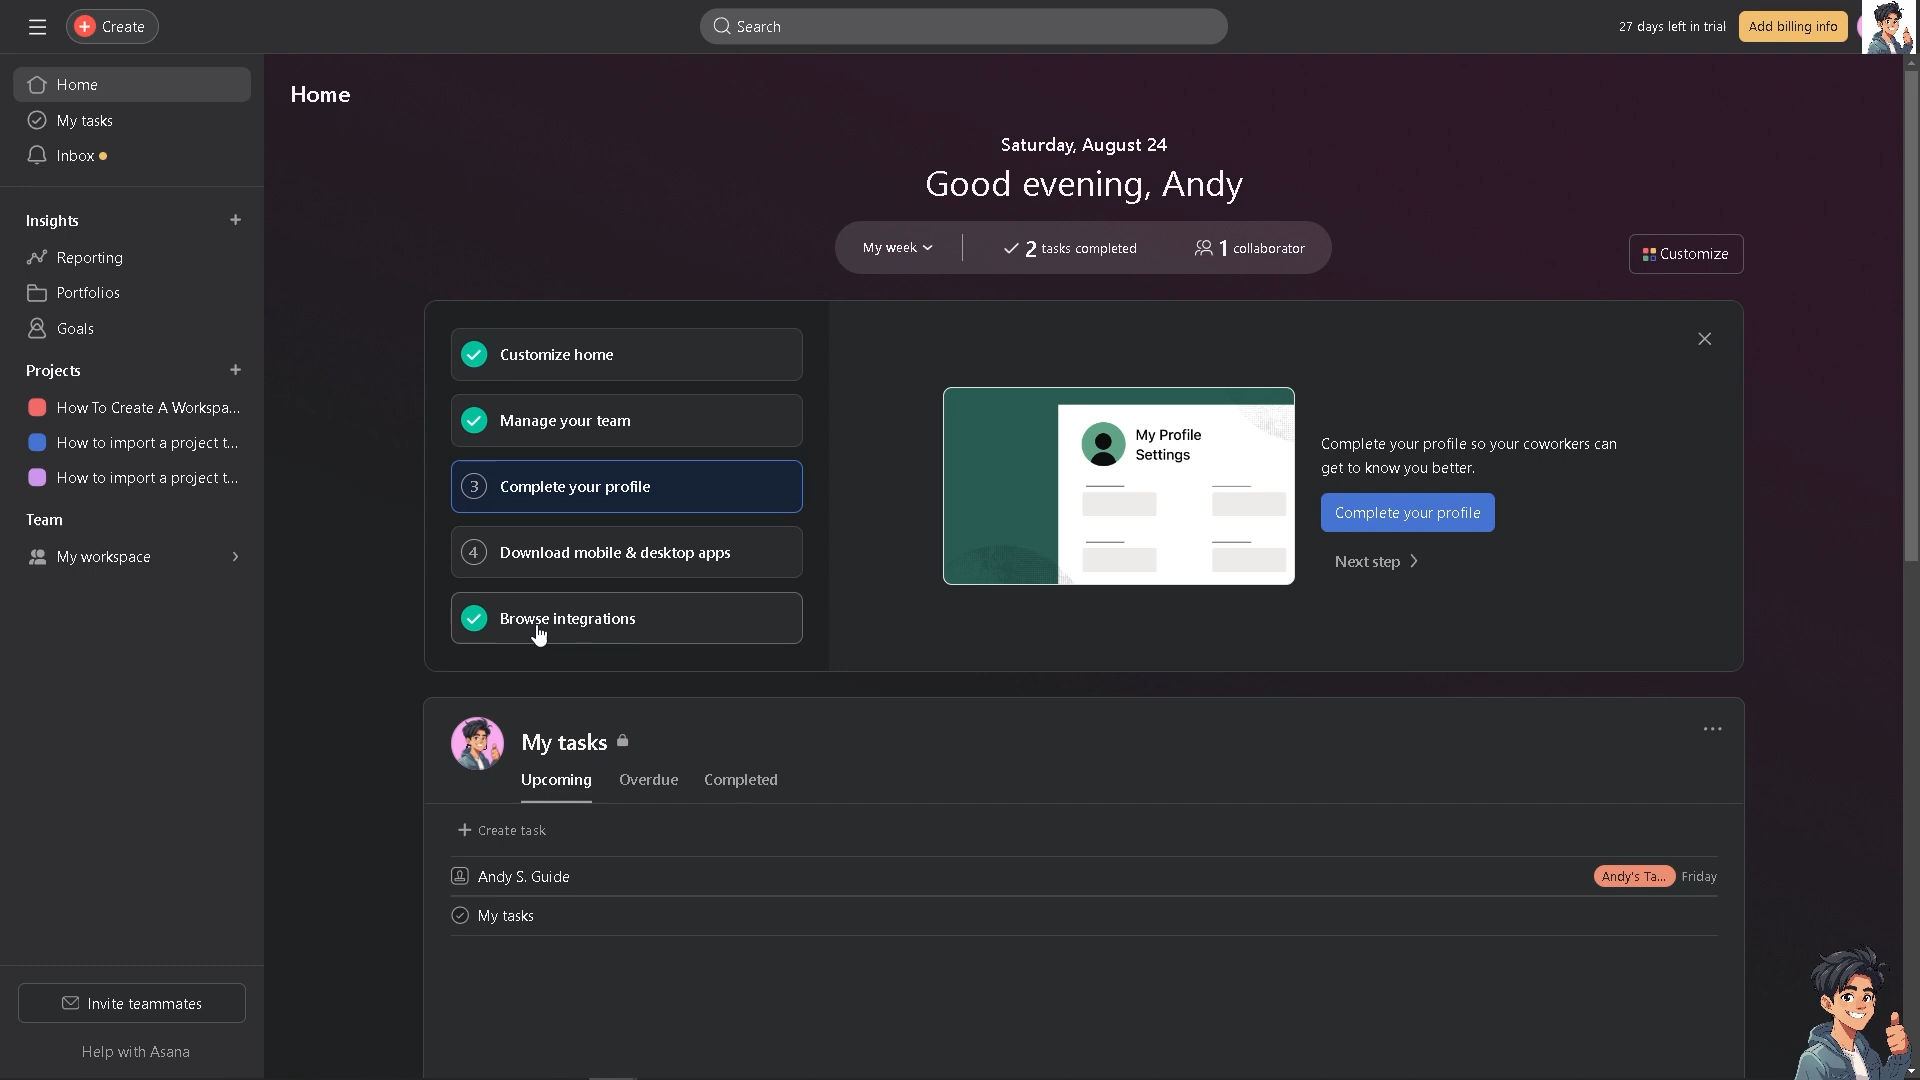 Create
Search
27 days left in trial
Add billing info
Home
My tasks
Inbox
Insights
Reporting
Portfolios
Goals
Projects
How To Create A Workspa...
How to import a project t...
How to import a project t...
Team
My workspace
Invite teammates
Help with Asana
Home
Saturday, August 24
Good evening, Andy
My week
2 tasks completed
1 collaborator
Customize
Customize home
Manage your team
3 Complete your profile
4 Download mobile & desktop apps
Browse integrations
My Profile
Settings
Complete your profile so your coworkers can
get to know you better.
Complete your profile
Next step
My tasks
Upcoming
Overdue
Completed
Create task
Andy S. Guide
Andy's Ta...
Friday
My tasks